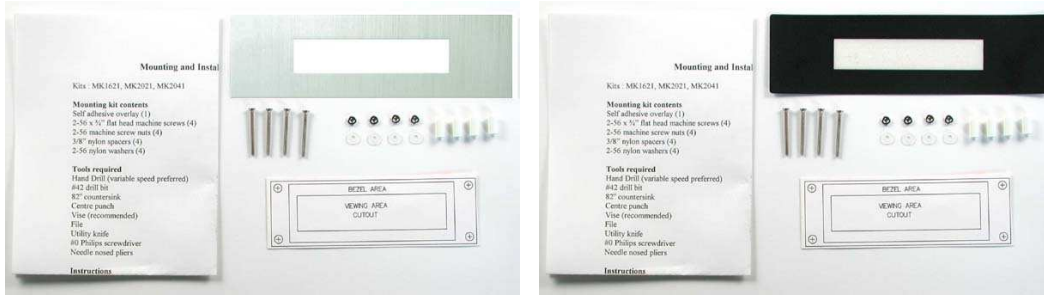 Mounting and Instal
Kits : MK1621, MK2021, MK2041
Mounting kit contents
Self adhesive overlay (1)
2-56 x ¾" flat head machine screws (4)
2-56 machine screw nuts (4)
3/8" nylon spacers (4)
2-56 nylon washers (4)
Tools required
Hand Drill (variable speed preferred)
#42 drill bit
82° countersink
Centre punch
Vise (recommended)
File
Utility knife
#0 Philips screwdriver
Needle nosed pliers
Instructions
BEZEL AREA
VIEWING AREA
CUTOUT
Mounting and Insta
Kits : MK1621, MK2021, MK2041
Mounting kit contents
Self adhesive overlay (1)
2-56 x ¾" flat head machine screws (4)
2-56 machine screw nuts (4)
3/8" nylon spacers (4)
2-56 nylon washers (4)
Tools required
Hand Drill (variable speed preferred)
#42 drill bit
82° countersink
Centre punch
Vise (recommended)
File
Utility knife
#0 Philips screwdriver
Needle nosed pliers
Instructions
BEZEL AREA
VIEWING AREA
CUTOUT